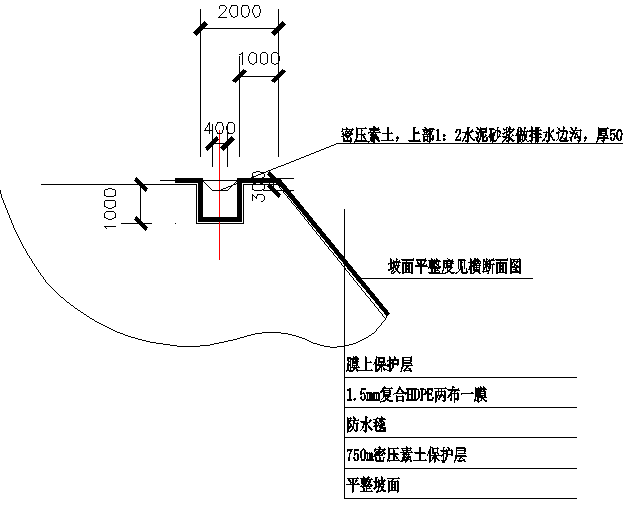 2000
1000
400
密压素土，上部1：2水泥砂浆做排水边沟，厚50
300
1000
坡面平整度见横断面图
膜上保护层
1.5mm复合HDPE两布一膜
防水毯
750m密压素土保护层
平整坡面